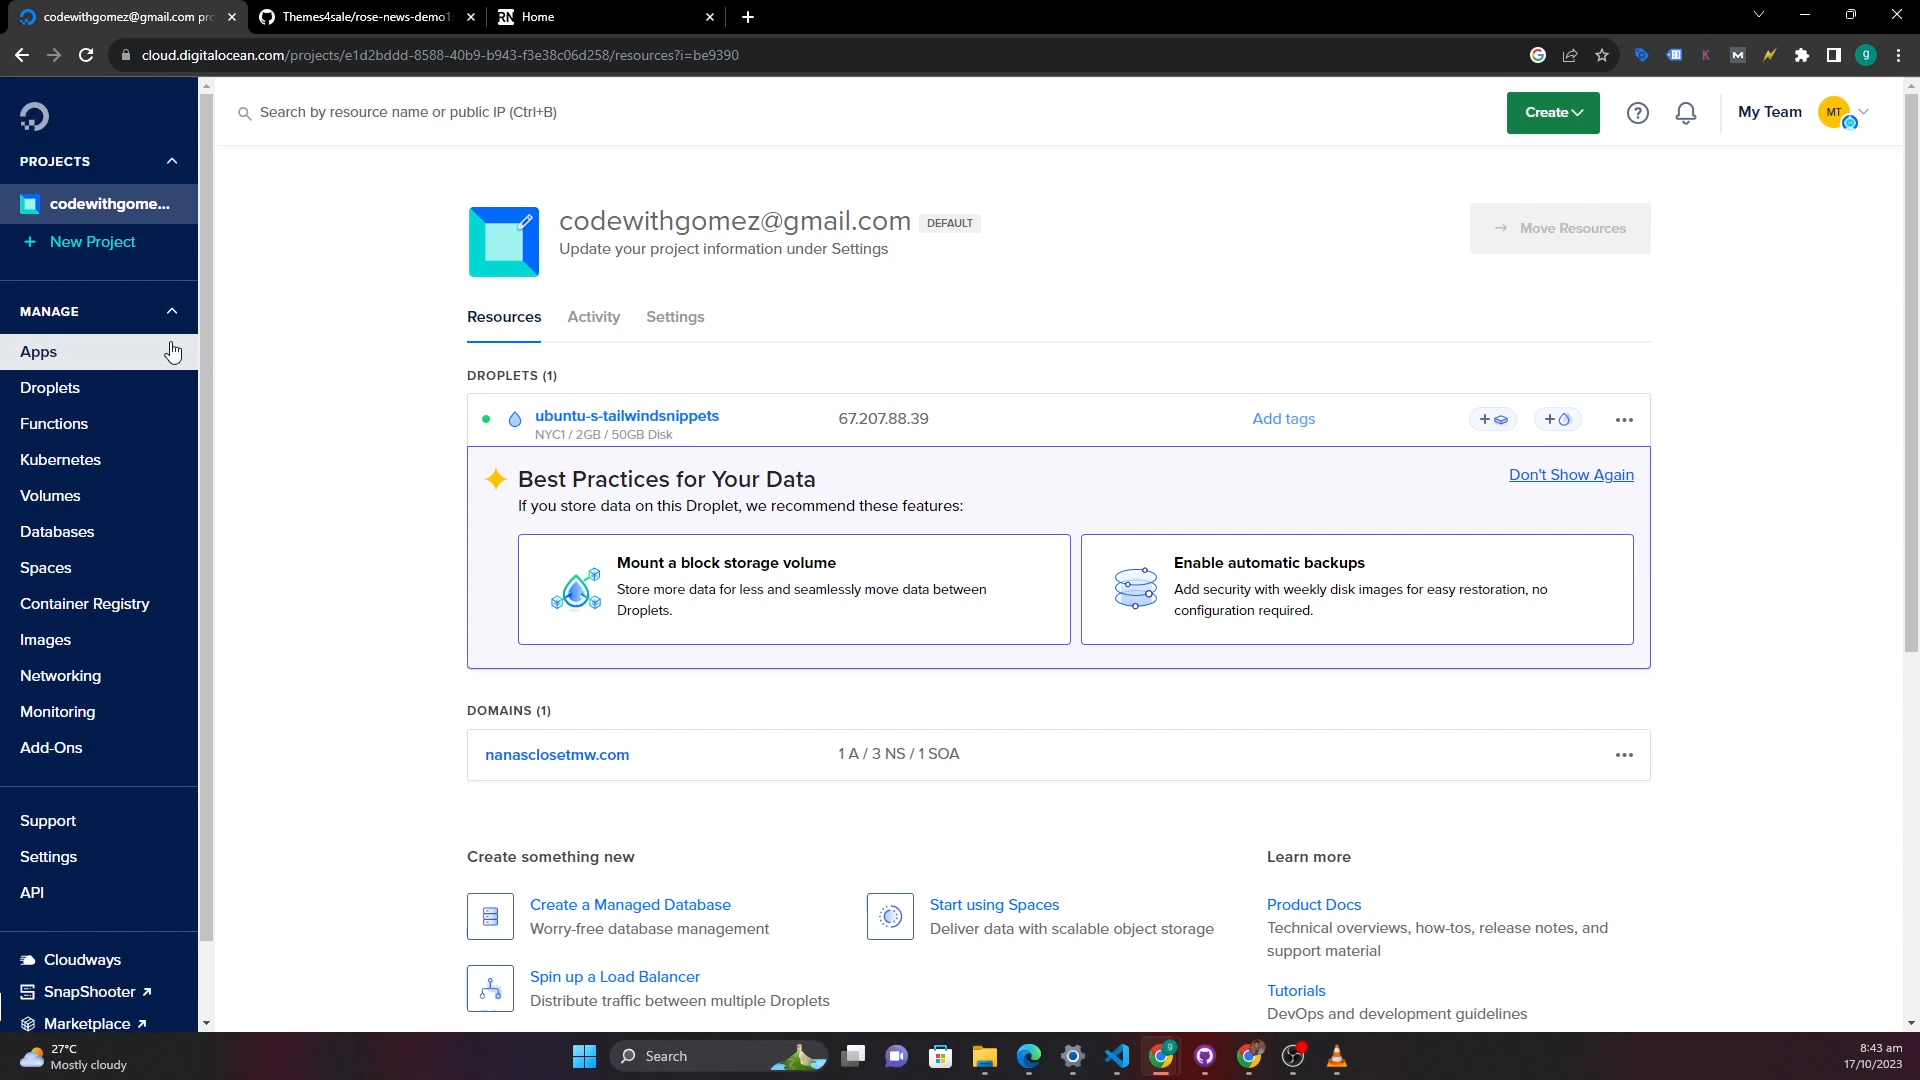 codewithgomez@gmail.com pro
Themes4sale/rose-news-demo1
RN Home
cloud.digitalocean.com/projects/e1d2bddd-8588-40b9-b943-f3e38c06d258/resources?i=be9390
Search by resource name or public IP (Ctrl+B)
Create
My Team
MT
PROJECTS
codewithgome...
+ New Project
MANAGE
Apps
Droplets
Functions
Kubernetes
Volumes
Databases
Spaces
Container Registry
Images
Networking
Monitoring
Add-Ons
Support
Settings
API
Cloudways
SnapShooter
Marketplace
codewithgomez@gmail.com DEFAULT
Update your project information under Settings
Move Resources
Resources Activity Settings
DROPLETS (1)
ubuntu-s-tailwindsnippets 67.207.88.39 Add tags
NYC1 / 2GB / 50GB Disk
Best Practices for Your Data Don't Show Again
If you store data on this Droplet, we recommend these features:
Mount a block storage volume
Store more data for less and seamlessly move data between
Droplets.
Enable automatic backups
Add security with weekly disk images for easy restoration, no
configuration required.
DOMAINS (1)
nanasclosetmw.com 1 A / 3 NS / 1 SOA
Create something new
Create a Managed Database
Worry-free database management
Start using Spaces
Deliver data with scalable object storage
Spin up a Load Balancer
Distribute traffic between multiple Droplets
Learn more
Product Docs
Technical overviews, how-tos, release notes, and
support material
Tutorials
DevOps and development guidelines
27°C
Mostly cloudy
Search
8:43 am
17/10/2023